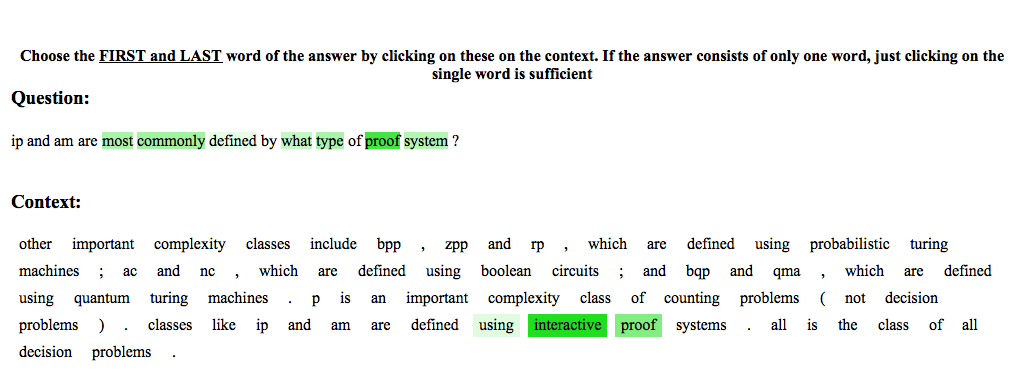 Choose the FIRST and LAST word of the answer by clicking on these on the context. If the answer consists of only one word, just clicking on the
single word is sufficient
Question:
ip and am are most commonly defined by what type of proof system ?
Context:
other important complexity classes include bpp , zpp and rp , which are defined using probabilistic turing
machines ; ac and nc , which are defined using boolean circuits ; and bqp and qma , which are defined
using quantum turing machines . p is an important complexity class of counting problems ( not decision
problems ) . classes like ip and am are defined using interactive proof systems . all is the class of all
decision problems .